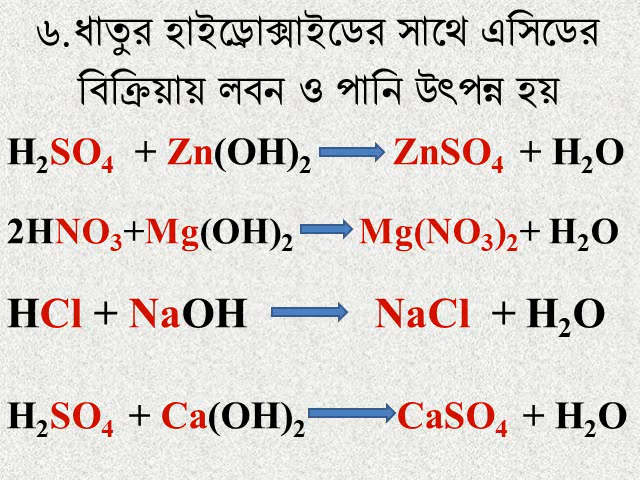 ৬.ধাতুর হাইড্রোক্সাইডের সাথে এসিডের
বিক্রিয়ায় লবন ও পানি উৎপন্ন হয়
H₂SO₄ + Zn(OH)₂ → ZnSO₄ + H₂O
2HNO₃+Mg(OH)₂ → Mg(NO₃)₂+ H₂O
HCl + NaOH → NaCl + H₂O
H₂SO₄ + Ca(OH)₂ → CaSO₄ + H₂O